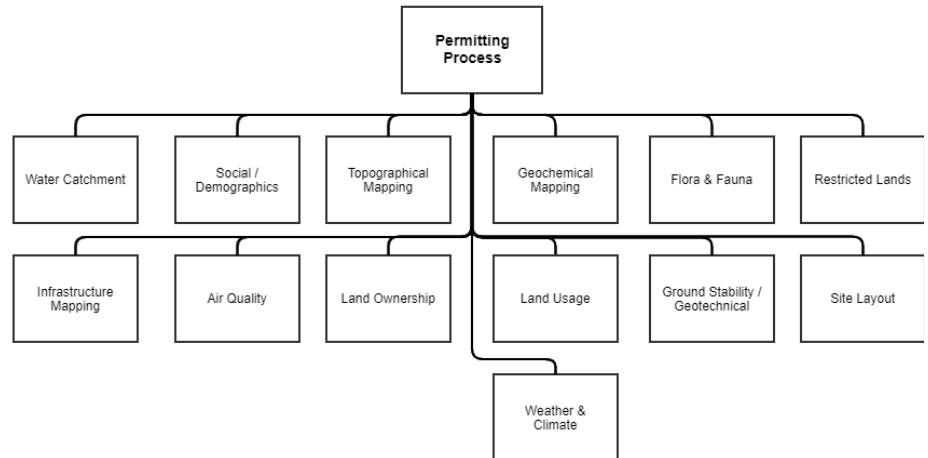 Permitting
Process
Water Catchment
Social /
Demographics
Topographical
Mapping
Geochemical
Mapping
Flora & Fauna
Restricted Lands
Infrastructure
Mapping
Air Quality
Land Ownership
Land Usage
Ground Stability /
Geotechnical
Site Layout
Weather &
Climate